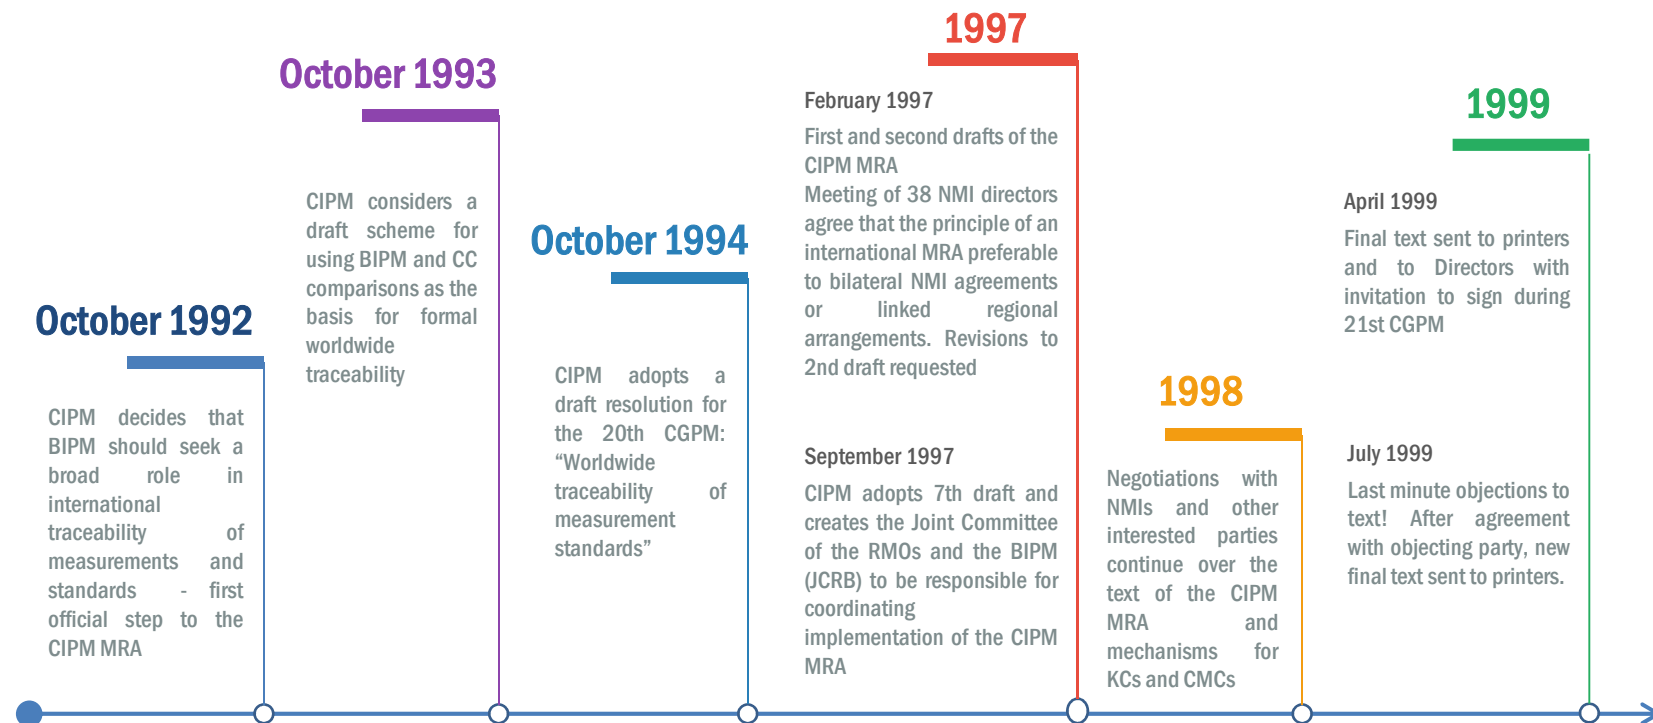 October 1992
CIPM decides that
BIPM should seek a
broad role in
international
traceability of
measurements and
standards - first
official step to the
CIPM MRA
October 1993
CIPM considers a
draft scheme for
using BIPM and CC
comparisons as the
basis for formal
worldwide
traceability
October 1994
CIPM adopts a
draft resolution for
the 20th CGPM:
“Worldwide
traceability of
measurement
standards”
1997
February 1997
First and second drafts of the
CIPM MRA
Meeting of 38 NMI directors
agree that the principle of an
international MRA preferable
to bilateral NMI agreements
or linked regional
arrangements. Revisions to
2nd draft requested
September 1997
CIPM adopts 7th draft and
creates the Joint Committee
of the RMOs and the BIPM
(JCRB) to be responsible for
coordinating
implementation of the CIPM
MRA
1998
Negotiations with
NMIs and other
interested parties
continue over the
text of the CIPM
MRA and
mechanisms for
KCs and CMCs
1999
April 1999
Final text sent to printers
and to Directors with
invitation to sign during
21st CGPM
July 1999
Last minute objections to
text! After agreement
with objecting party, new
final text sent to printers.